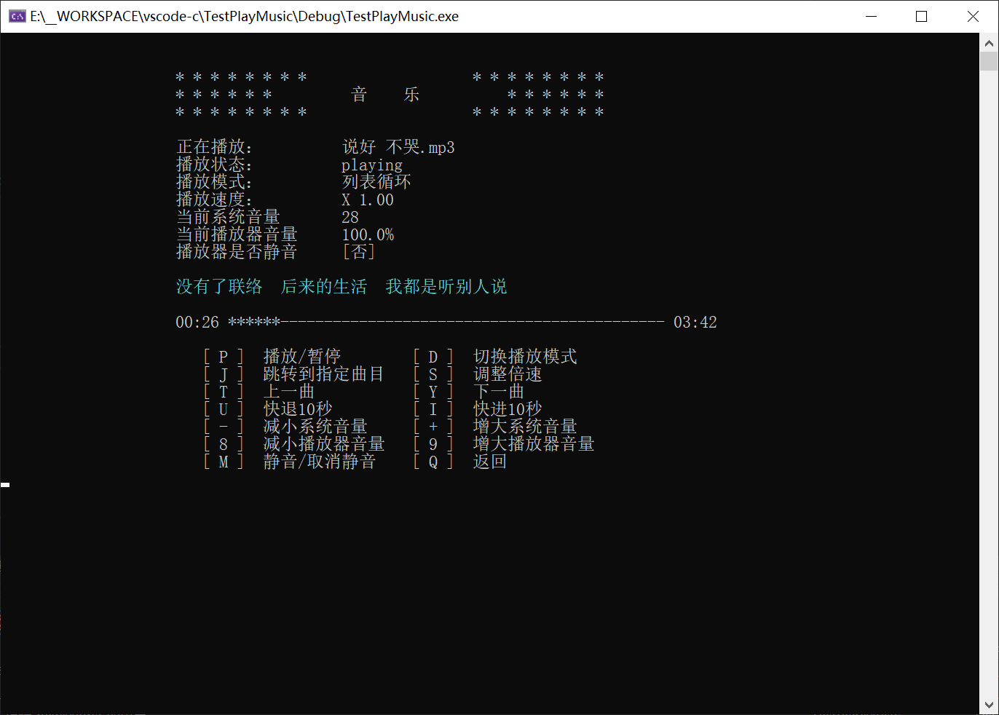 E:\__WORKSPACE\vscode-c\TestPlayMusic\Debug\TestPlayMusic.exe
* * * * * * * * * * * * * * * *
* * * * * * 音 乐 * * * * * *
* * * * * * * * * * * * * * * *
正在播放： 说好 不哭.mp3
播放状态： playing
播放模式： 列表循环
播放速度： X 1.00
当前系统音量 28
当前播放器音量 100.0%
播放器是否静音 [否]
没有了联络 后来的生活 我都是听别人说
00:26 ******-------------------------------------------- 03:42
[ P ] 播放/暂停 [ D ] 切换播放模式
[ J ] 跳转到指定曲目 [ S ] 调整倍速
[ T ] 上一曲 [ Y ] 下一曲
[ U ] 快退10秒 [ I ] 快进10秒
[ - ] 减小系统音量 [ + ] 增大系统音量
[ 8 ] 减小播放器音量 [ 9 ] 增大播放器音量
[ M ] 静音/取消静音 [ Q ] 返回